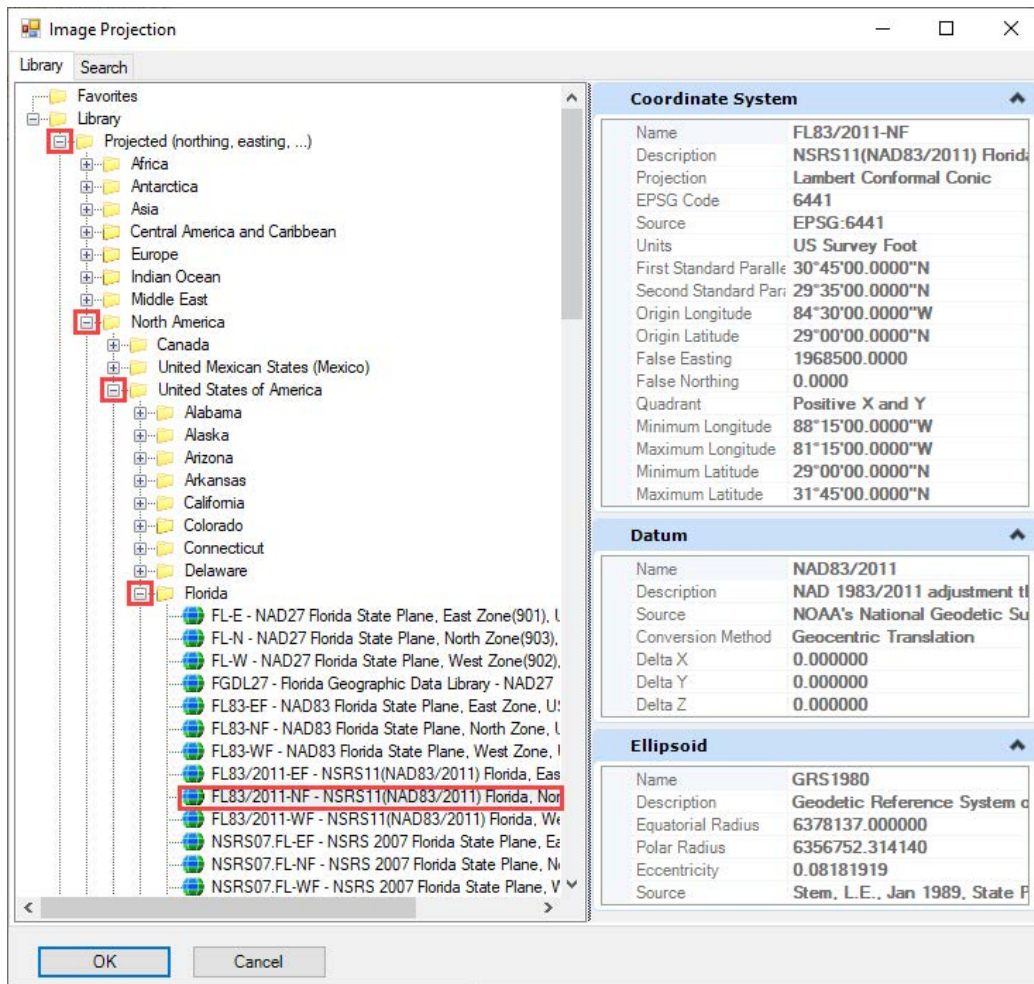 Image Projection
Library Search
Favorites
Library
Projected (northing, easting, ...)
Africa
Antarctica
Asia
Central America and Caribbean
Europe
Indian Ocean
Middle East
North America
Canada
United Mexican States (Mexico)
United States of America
Alabama
Alaska
Arizona
Arkansas
California
Colorado
Connecticut
Delaware
Florida
FL-E - NAD27 Florida State Plane, East Zone(901),
FL-N - NAD27 Florida State Plane, North Zone(903),
FL-W - NAD27 Florida State Plane, West Zone(902),
FGDL27 - Florida Geographic Data Library - NAD27
FL83-EF - NAD83 Florida State Plane, East Zone,
FL83-NF - NAD83 Florida State Plane, North Zone,
FL83-WF - NAD83 Florida State Plane, West Zone,
FL83/2011-EF - NSRS11(NAD83/2011) Florida, Eas
FL83/2011-NF - NSRS11(NAD83/2011) Florida, Nor
FL83/2011-WF - NSRS11(NAD83/2011) Florida, We
NSRS07.FL-EF - NSRS 2007 Florida State Plane, Ea
NSRS07.FL-NF - NSRS 2007 Florida State Plane,
NSRS07.FL-WF - NSRS 2007 Florida State Plane,
OK Cancel
Coordinate System
Name FL83/2011-NF
Description NSRS11(NAD83/2011) Florida
Projection Lambert Conformal Conic
EPSG Code 6441
Source EPSG:6441
Units US Survey Foot
First Standard Paralle 30°45'00.0000"N
Second Standard Para 29°35'00.0000"N
Origin Longitude 84°30'00.0000"W
Origin Latitude 29°00'00.0000"N
False Easting 1968500.0000
False Northing 0.0000
Quadrant Positive X and Y
Minimum Longitude 88°15'00.0000"W
Maximum Longitude 81°15'00.0000"W
Minimum Latitude 29°00'00.0000"N
Maximum Latitude 31°45'00.0000"N
Datum
Name NAD83/2011
Description NAD 1983/2011 adjustment th
Source NOAA's National Geodetic Su
Conversion Method Geocentric Translation
Delta X 0.000000
Delta Y 0.000000
Delta Z 0.000000
Ellipsoid
Name GRS1980
Description Geodetic Reference System o
Equatorial Radius 6378137.000000
Polar Radius 6356752.314140
Eccentricity 0.08181919
Source Stem, L.E., Jan 1989, State P